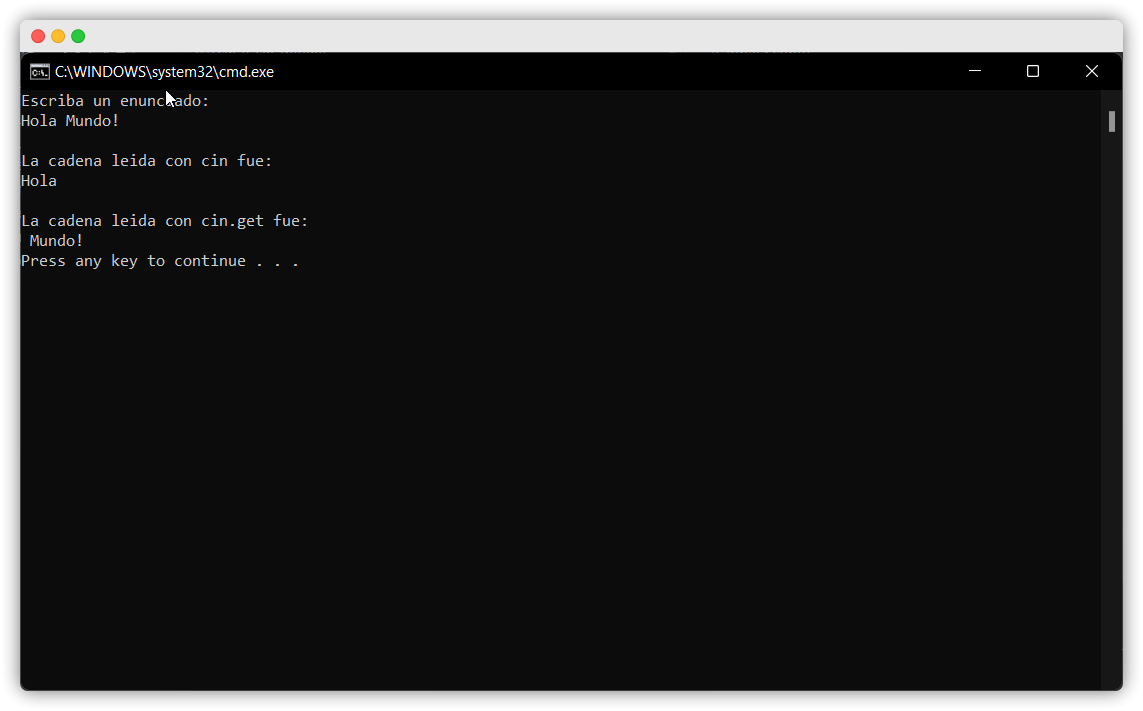 C:\WINDOWS\system32\cmd.exe
Escriba un enunciado:
Hola Mundo!
La cadena leida con cin fue:
Hola
La cadena leida con cin.get fue:
 Mundo!
Press any key to continue . . .